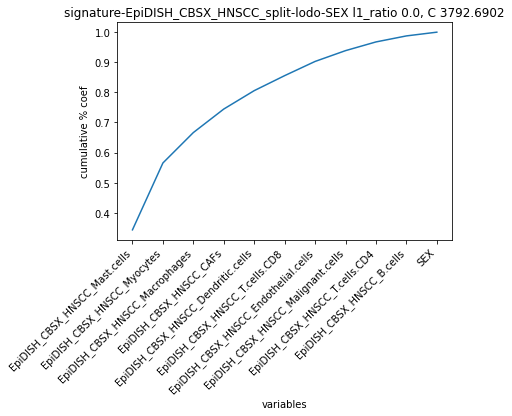 signature-EpiDISH_CBSX_HNSCC_split-lodo-SEX l1_ratio 0.0, C 3792.6902
cumulative % coef
1.0
0.9
0.8
0.7
0.6
0.5
0.4
EpiDISH_CBSX_HNSCC_Mast.cells
EpiDISH_CBSX_HNSCC_Myocytes
EpiDISH_CBSX_HNSCC_Macrophages
EpiDISH_CBSX_HNSCC_CAFs
EpiDISH_CBSX_HNSCC_Dendritic.cells
EpiDISH_CBSX_HNSCC_T.cells.CD8
EpiDISH_CBSX_HNSCC_Endothelial.cells
EpiDISH_CBSX_HNSCC_Malignant.cells
EpiDISH_CBSX_HNSCC_T.cells.CD4
EpiDISH_CBSX_HNSCC_B.cells
SEX
variables